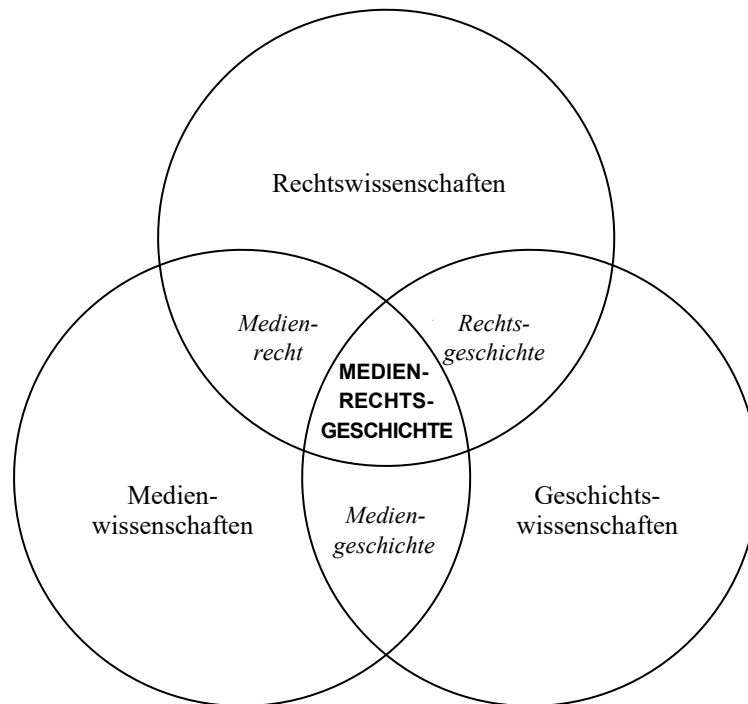 Rechtswissenschaften
Medien-
recht
Rechts-
geschichte
MEDIEN-
RECHTS-
GESCHICHTE
Medien-
wissenschaften
Medien-
geschichte
Geschichts-
wissenschaften